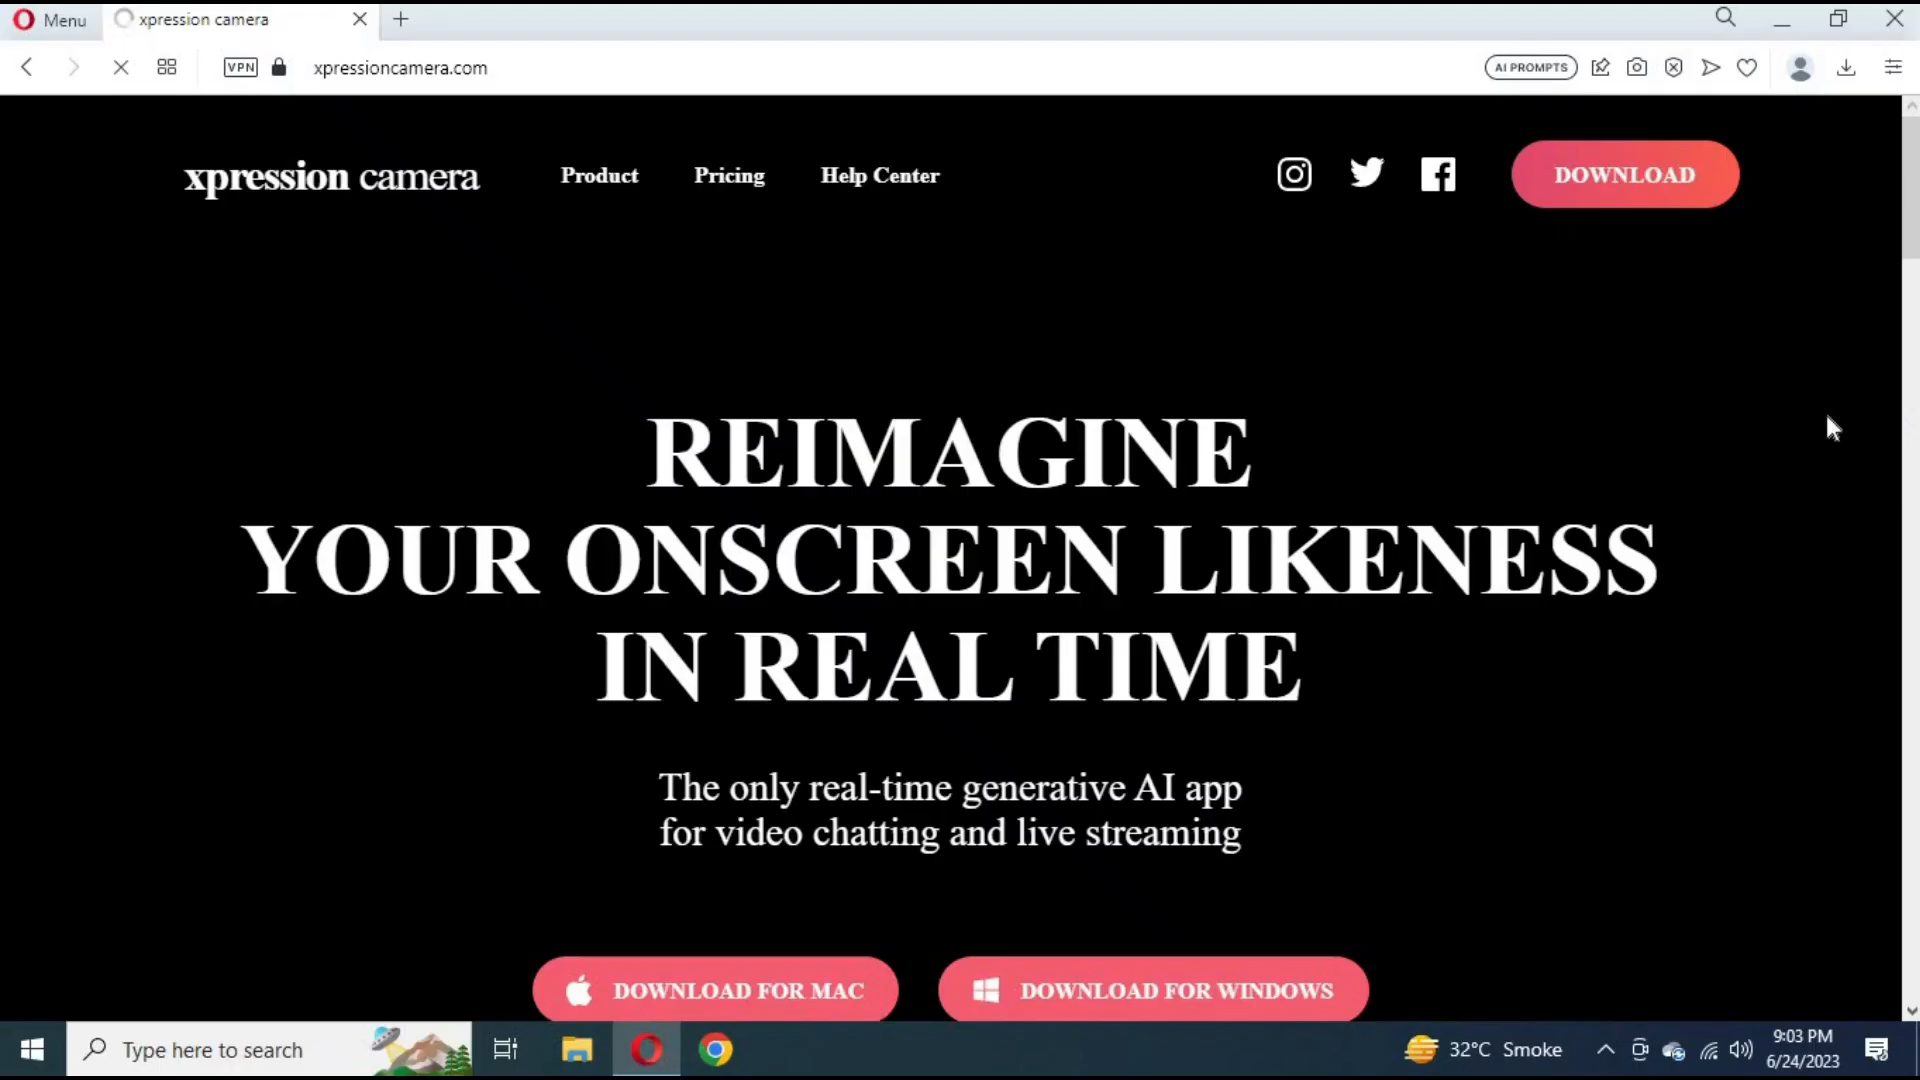 Menu
xpression camera
VPN
xpressioncamera.com
AI PROMPTS
xpression camera
Product
Pricing
Help Center
DOWNLOAD
REIMAGINE
YOUR ONSCREEN LIKENESS
IN REAL TIME
The only real-time generative AI app
for video chatting and live streaming
DOWNLOAD FOR MAC
DOWNLOAD FOR WINDOWS
Type here to search
32°C Smoke
9:03 PM
6/24/2023